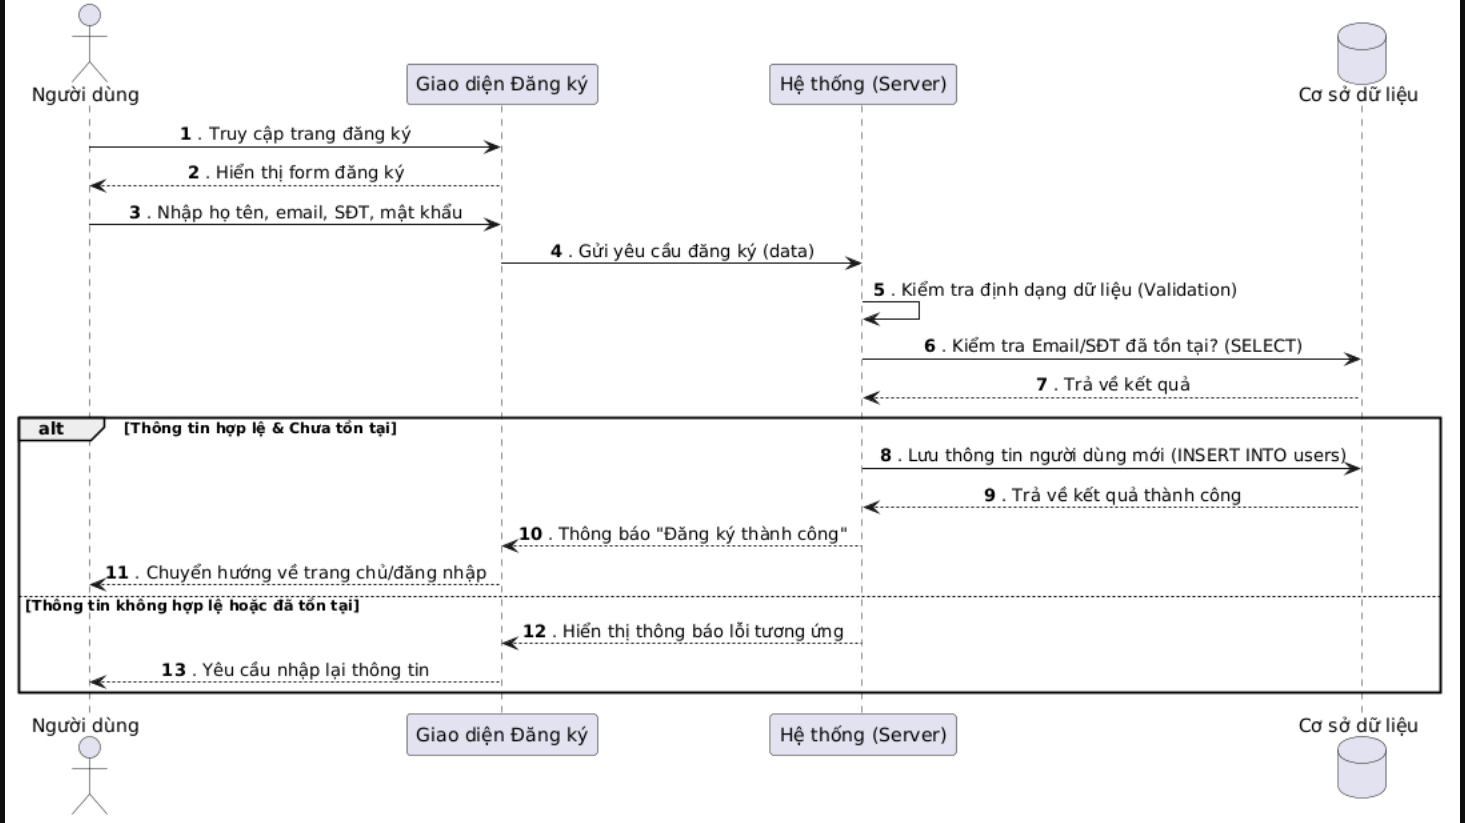 Người dùng
Giao diện Đăng ký
Hệ thống (Server)
Cơ sở dữ liệu
1 . Truy cập trang đăng ký
2 . Hiển thị form đăng ký
3 . Nhập họ tên, email, SĐT, mật khẩu
4 . Gửi yêu cầu đăng ký (data)
5 . Kiểm tra định dạng dữ liệu (Validation)
6 . Kiểm tra Email/SĐT đã tồn tại? (SELECT)
7 . Trả về kết quả
alt [Thông tin hợp lệ & Chưa tồn tại]
8 . Lưu thông tin người dùng mới (INSERT INTO users)
9 . Trả về kết quả thành công
10 . Thông báo "Đăng ký thành công"
11 . Chuyển hướng về trang chủ/đăng nhập
[Thông tin không hợp lệ hoặc đã tồn tại]
12 . Hiển thị thông báo lỗi tương ứng
13 . Yêu cầu nhập lại thông tin
Người dùng
Giao diện Đăng ký
Hệ thống (Server)
Cơ sở dữ liệu